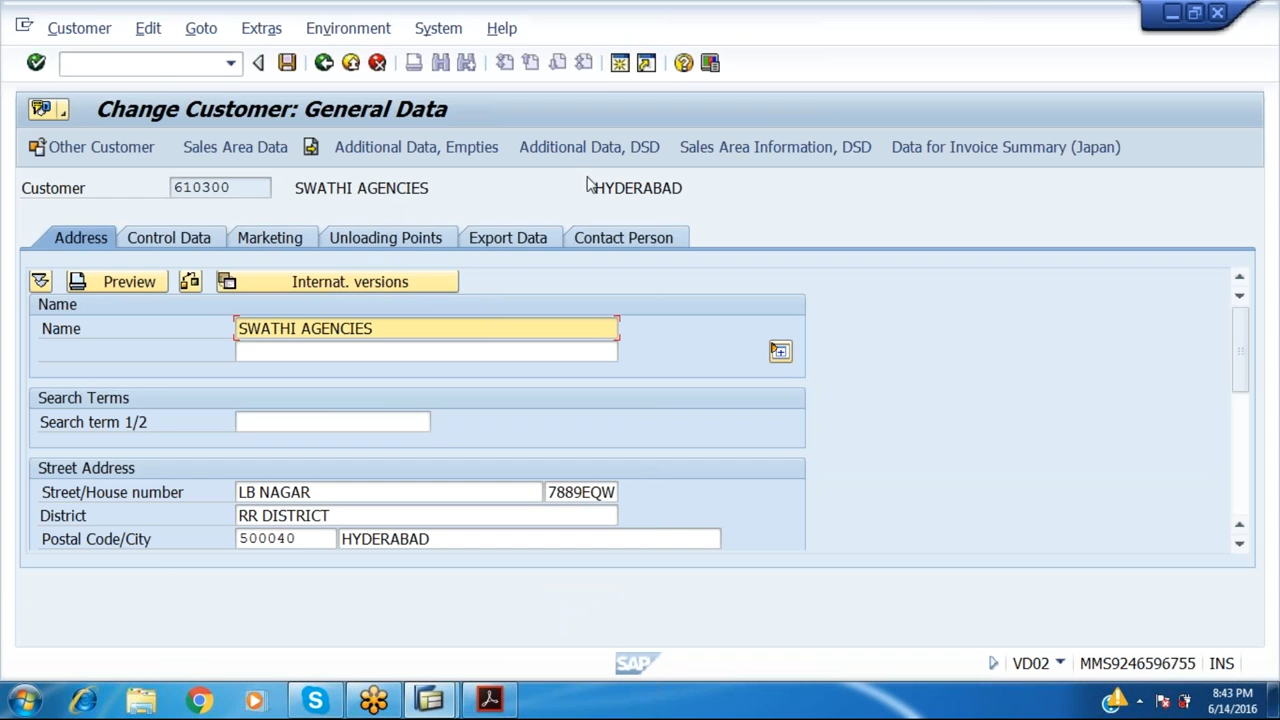 Customer Edit Goto Extras Environment System Help
Change Customer: General Data
Other Customer Sales Area Data Additional Data, Empties Additional Data, DSD Sales Area Information, DSD Data for Invoice Summary (Japan)
Customer 610300 SWATHI AGENCIES HYDERABAD
Address Control Data Marketing Unloading Points Export Data Contact Person
Preview Internat. versions
Name
Name SWATHI AGENCIES
Search Terms
Search term 1/2
Street Address
Street/House number LB NAGAR 7889EQW
District RR DISTRICT
Postal Code/City 500040 HYDERABAD
SAP VD02 MMS9246596755 INS
8:43 PM
6/14/2016